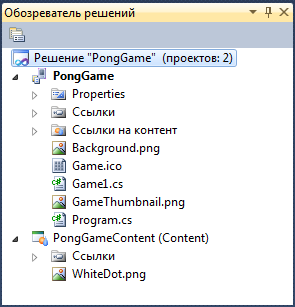 Обозреватель решений
Решение "PongGame" (проектов: 2)
PongGame
Properties
Ссылки
Ссылки на контент
Background.png
Game.ico
Game1.cs
GameThumbnail.png
Program.cs
PongGameContent (Content)
Ссылки
WhiteDot.png